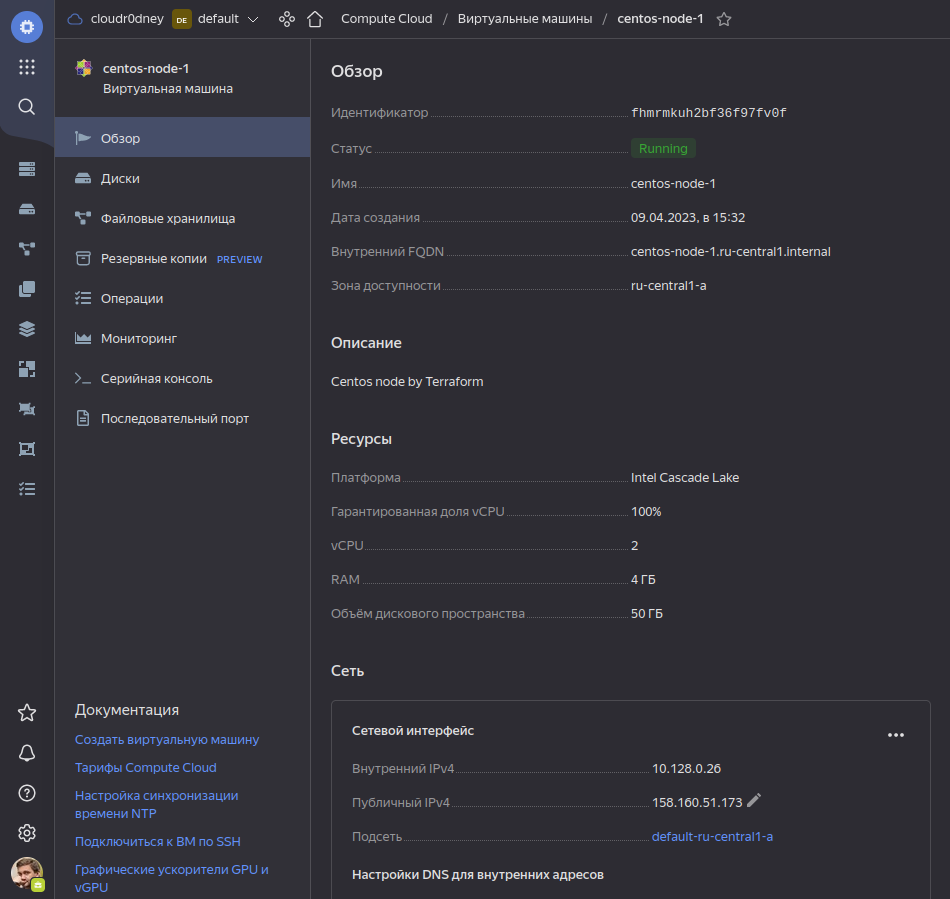 cloudr0dney DE default Compute Cloud / Виртуальные машины / centos-node-1
centos-node-1
Виртуальная машина
Обзор
Диски
Файловые хранилища
Резервные копии PREVIEW
Операции
Мониторинг
Серийная консоль
Последовательный порт
Документация
Создать виртуальную машину
Тарифы Compute Cloud
Настройка синхронизации
времени NTP
Подключиться к ВМ по SSH
Графические ускорители GPU и
vGPU
Обзор
Идентификатор fhmrmkuh2bf36f97fv0f
Статус Running
Имя centos-node-1
Дата создания 09.04.2023, в 15:32
Внутренний FQDN centos-node-1.ru-central1.internal
Зона доступности ru-central1-a
Описание
Centos node by Terraform
Ресурсы
Платформа Intel Cascade Lake
Гарантированная доля vCPU 100%
vCPU 2
RAM 4 ГБ
Объём дискового пространства 50 ГБ
Сеть
Сетевой интерфейс
Внутренний IPv4 10.128.0.26
Публичный IPv4 158.160.51.173
Подсеть default-ru-central1-a
Настройки DNS для внутренних адресов